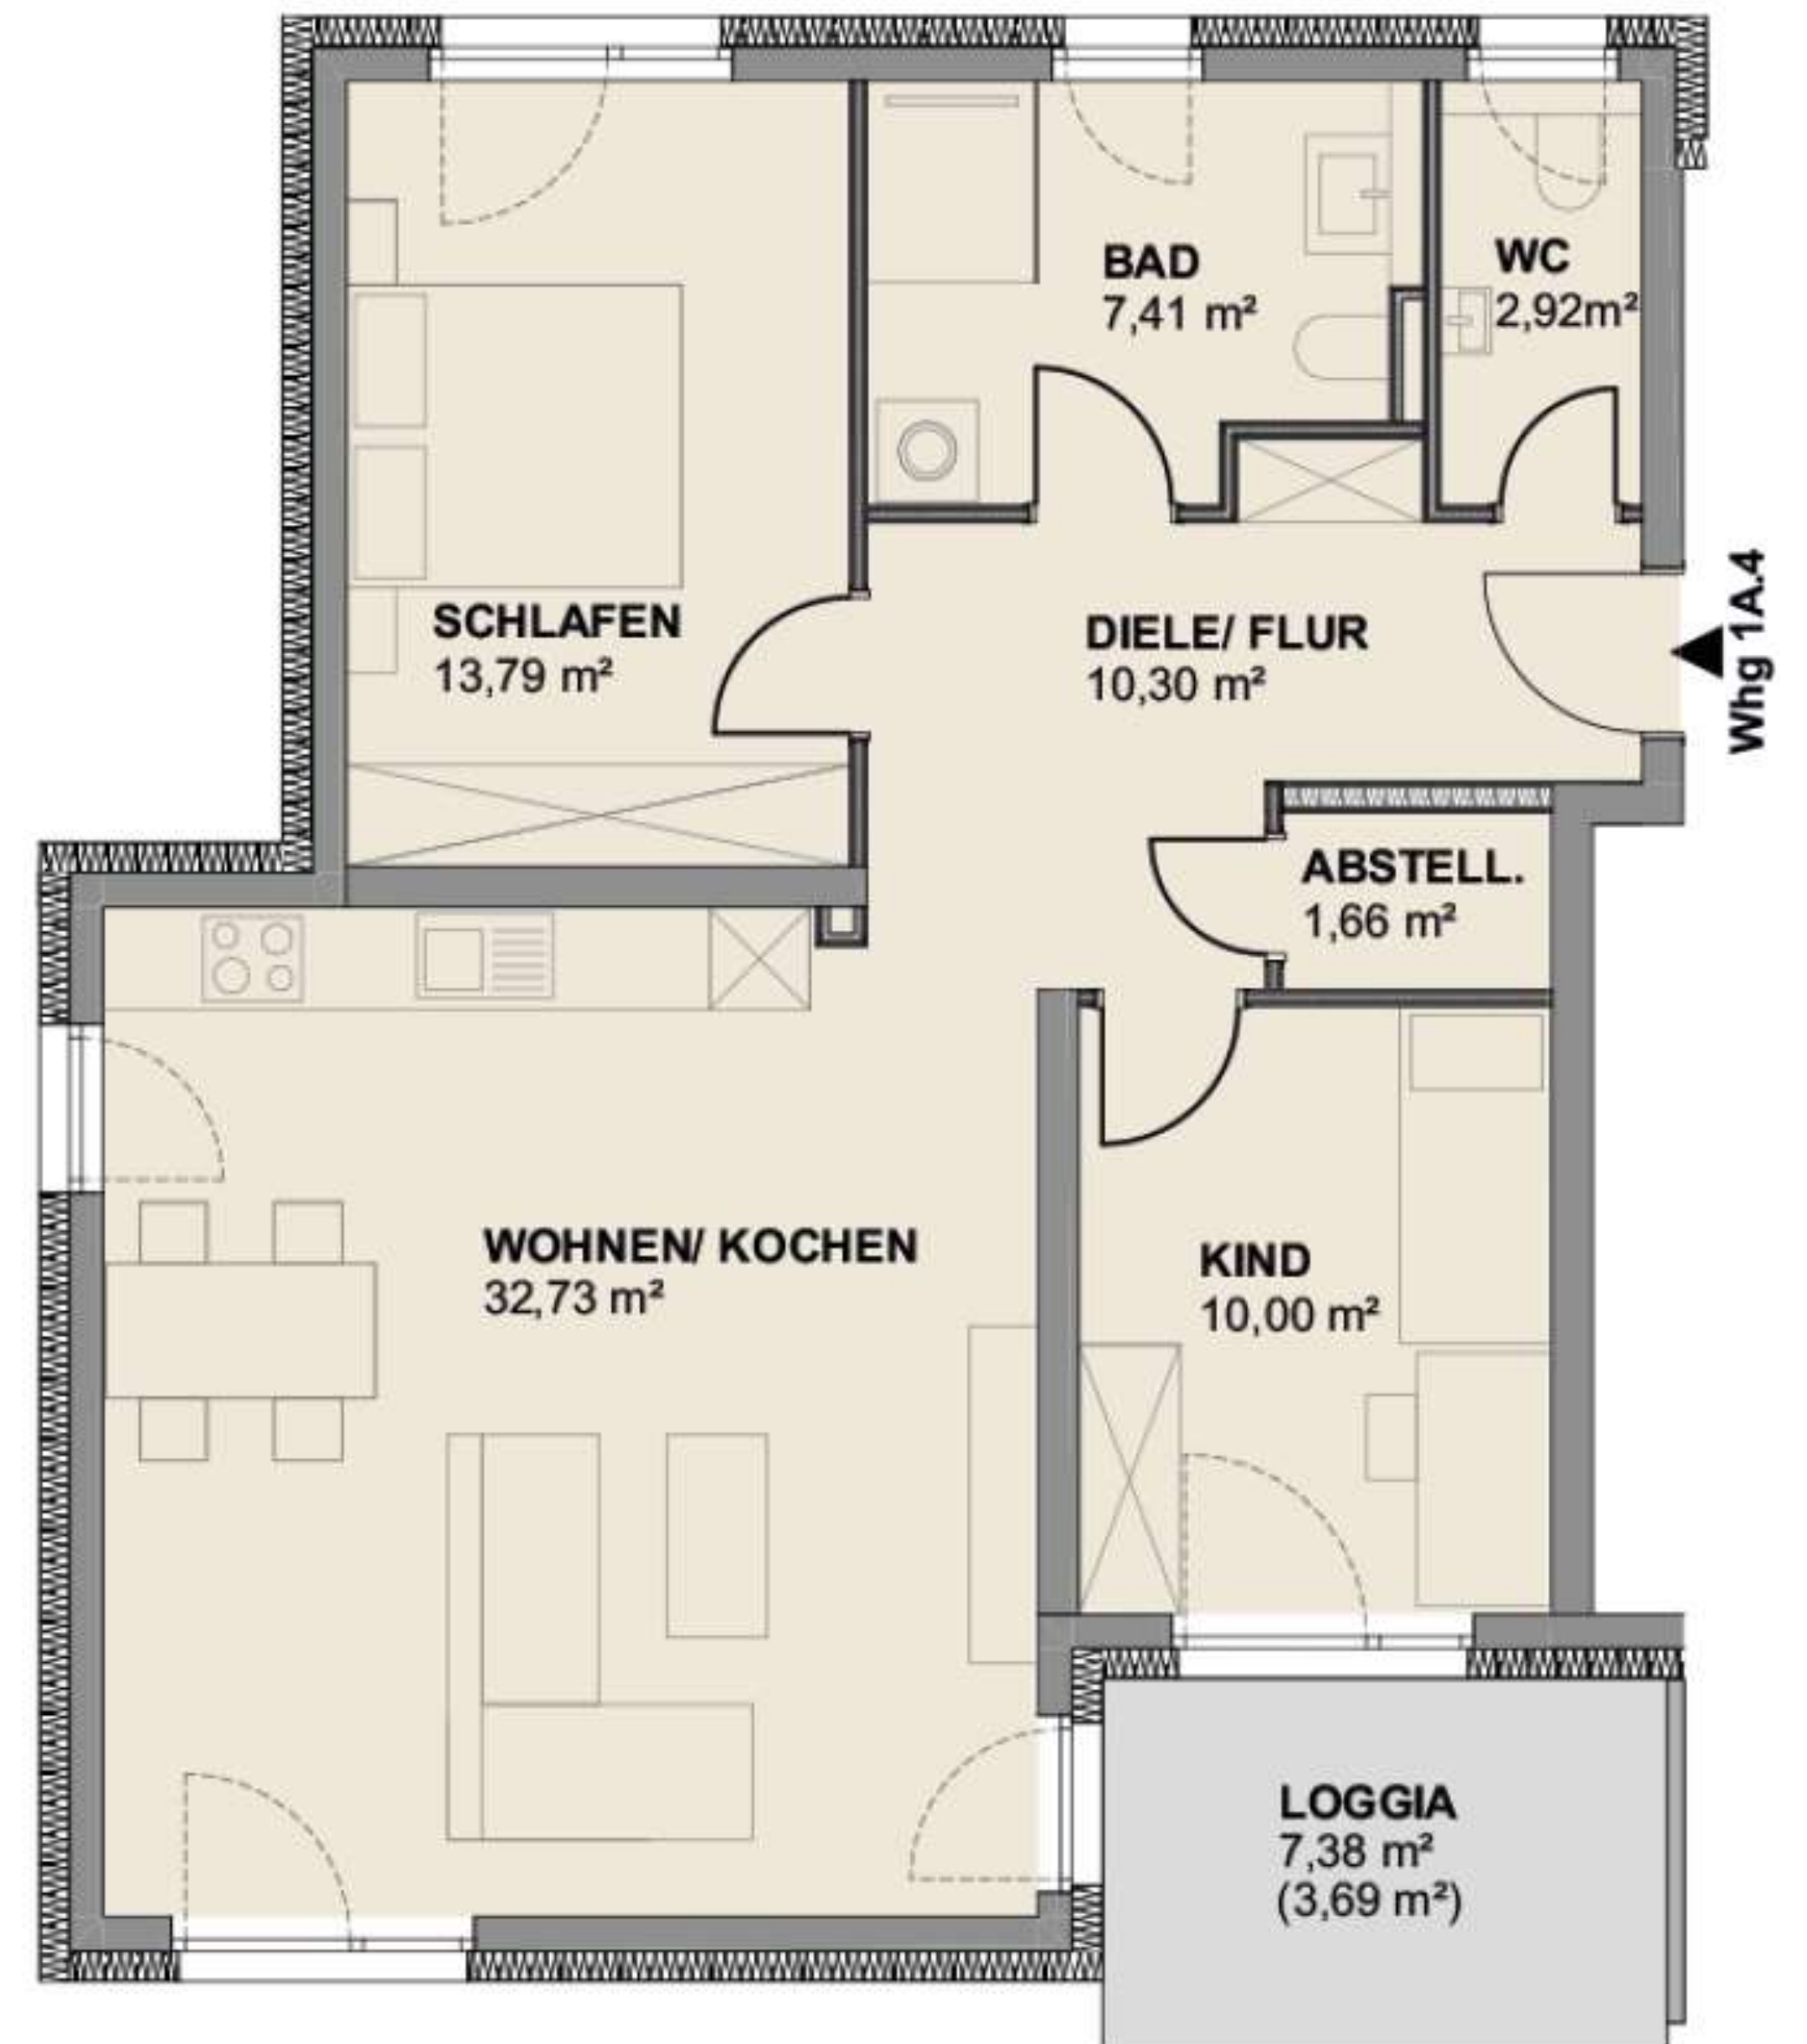 BAD
7,41 m²
WC
2,92m²
SCHLAFEN
13,79 m²
DIELE/ FLUR
10,30 m²
Whg 1A.4
ABSTELL.
1,66 m²
WOHNEN/ KOCHEN
32,73 m²
KIND
10,00 m²
LOGGIA
7,38 m²
(3,69 m²)